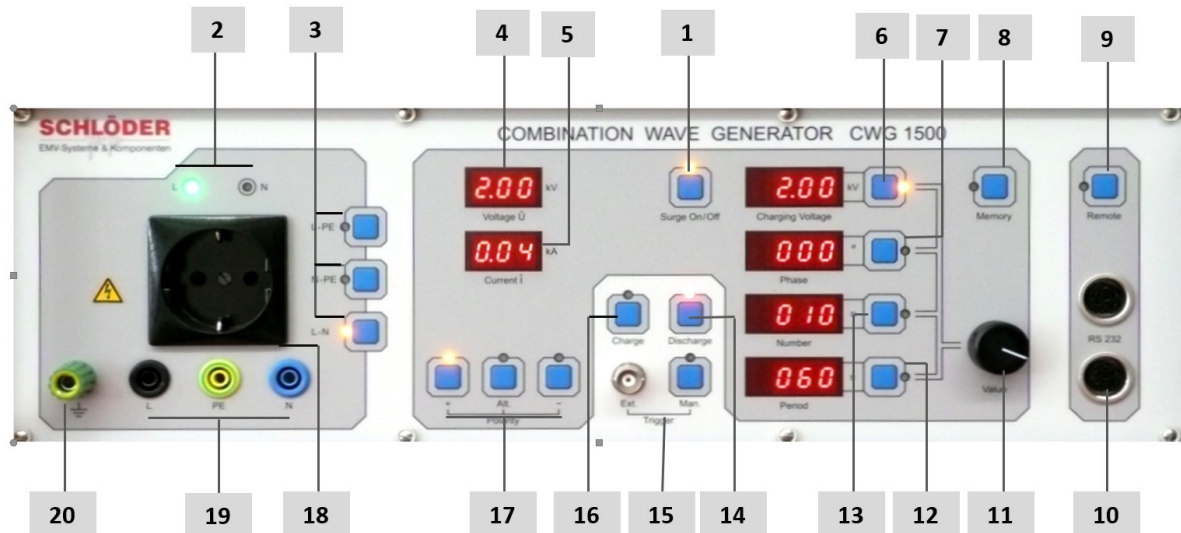 2 3 4 5 1 6 7 8 9
SCHLÖDER
EMV-Systeme & Komponenten
COMBINATION WAVE GENERATOR CWG 1500
L N
2.00 kV
Voltage Û
Surge On/Off
2.00 kV
Charging Voltage
Memory
Remote
L-PE
0.04 kA
Current î
000 °
Phase
N-PE
010
Number
Charge
Discharge
RS 232
L-N
060
Period
Value
+ Alt. −
Polarity
Ext. Man.
Trigger
L PE N
20 19 18 17 16 15 14 13 12 11 10